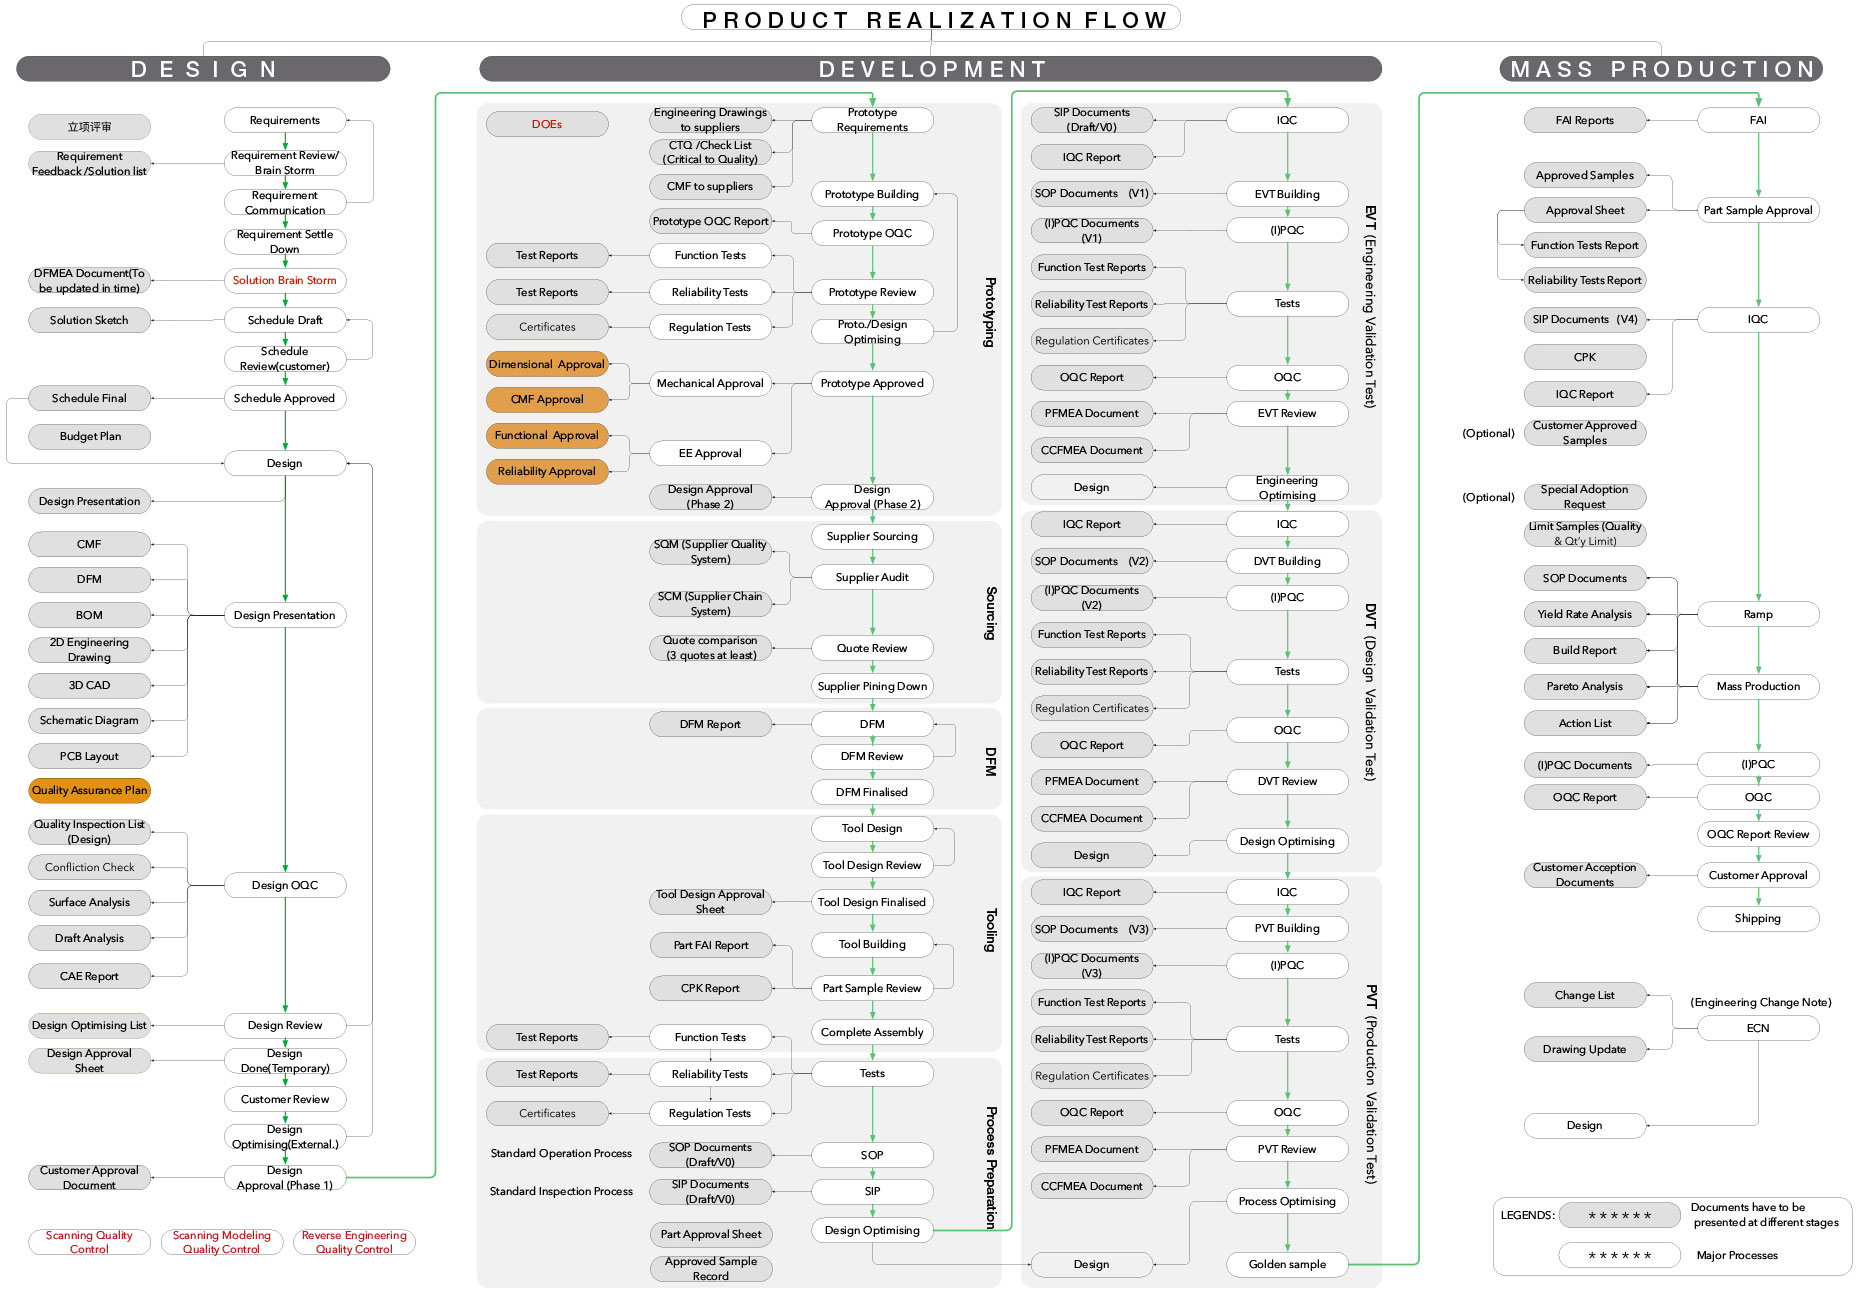 PRODUCT REALIZATION FLOW
DESIGN
立项评审
Requirements
Requirement
Feedback /Solution list
Requirement Review/
Brain Storm
Requirement
Communication
Requirement Settle
Down
DFMEA Document(To
be updated in time)
Solution Brain Storm
Solution Sketch
Schedule Draft
Schedule
Review(customer)
Schedule Final
Schedule Approved
Budget Plan
Design
Design Presentation
CMF
DFM
BOM
Design Presentation
2D Engineering
Drawing
3D CAD
Schematic Diagram
PCB Layout
Quality Assurance Plan
Quality Inspection List
(Design)
Confliction Check
Design OQC
Surface Analysis
Draft Analysis
CAE Report
Design Optimising List
Design Review
Design Approval
Sheet
Design
Done(Temporary)
Customer Review
Design
Optimising(External.)
Customer Approval
Document
Design
Approval (Phase 1)
Scanning Quality
Control
Scanning Modeling
Quality Control
Reverse Engineering
Quality Control
DEVELOPMENT
DOEs
Engineering Drawings
to suppliers
Prototype
Requirements
CTQ /Check List
(Critical to Quality)
CMF to suppliers
Prototype Building
Prototype OQC Report
Prototype OQC
Test Reports
Function Tests
Test Reports
Reliability Tests
Prototype Review
Certificates
Regulation Tests
Proto./Design
Optimising
Dimensional Approval
Mechanical Approval
Prototype Approved
CMF Approval
Functional Approval
EE Approval
Reliability Approval
Design Approval
(Phase 2)
Design
Approval (Phase 2)
Prototyping
Supplier Sourcing
SQM (Supplier Quality
System)
Supplier Audit
SCM (Supplier Chain
System)
Quote comparison
(3 quotes at least)
Quote Review
Supplier Pining Down
Sourcing
DFM Report
DFM
DFM Review
DFM Finalised
DFM
Tool Design
Tool Design Review
Tool Design Approval
Sheet
Tool Design Finalised
Part FAI Report
Tool Building
CPK Report
Part Sample Review
Complete Assembly
Tooling
Test Reports
Function Tests
Test Reports
Reliability Tests
Tests
Certificates
Regulation Tests
Standard Operation Process
SOP Documents
(Draft/V0)
SOP
Standard Inspection Process
SIP Documents
(Draft/V0)
SIP
Part Approval Sheet
Design Optimising
Approved Sample
Record
Process Preparation
SIP Documents
(Draft/V0)
IQC
IQC Report
SOP Documents (V1)
EVT Building
(I)PQC Documents
(V1)
(I)PQC
Function Test Reports
Reliability Test Reports
Tests
Regulation Certificates
OQC Report
OQC
PFMEA Document
EVT Review
CCFMEA Document
Design
Engineering
Optimising
EVT (Engineering Validation Test)
IQC Report
IQC
SOP Documents (V2)
DVT Building
(I)PQC Documents
(V2)
(I)PQC
Function Test Reports
Reliability Test Reports
Tests
Regulation Certificates
OQC Report
OQC
PFMEA Document
DVT Review
CCFMEA Document
Design Optimising
Design
DVT (Design Validation Test)
IQC Report
IQC
SOP Documents (V3)
PVT Building
(I)PQC Documents
(V3)
(I)PQC
Function Test Reports
Reliability Test Reports
Tests
Regulation Certificates
OQC Report
OQC
PFMEA Document
PVT Review
CCFMEA Document
Process Optimising
Design
Golden sample
PVT (Production Validation Test)
MASS PRODUCTION
FAI Reports
FAI
Approved Samples
Approval Sheet
Part Sample Approval
Function Tests Report
Reliability Tests Report
SIP Documents (V4)
IQC
CPK
IQC Report
(Optional)
Customer Approved
Samples
(Optional)
Special Adoption
Request
Limit Samples (Quality
& Qt'y Limit)
SOP Documents
Yield Rate Analysis
Ramp
Build Report
Pareto Analysis
Mass Production
Action List
(I)PQC Documents
(I)PQC
OQC Report
OQC
OQC Report Review
Customer Acception
Documents
Customer Approval
Shipping
Change List
(Engineering Change Note)
ECN
Drawing Update
Design
LEGENDS:
******
Documents have to be
presented at different stages
******
Major Processes